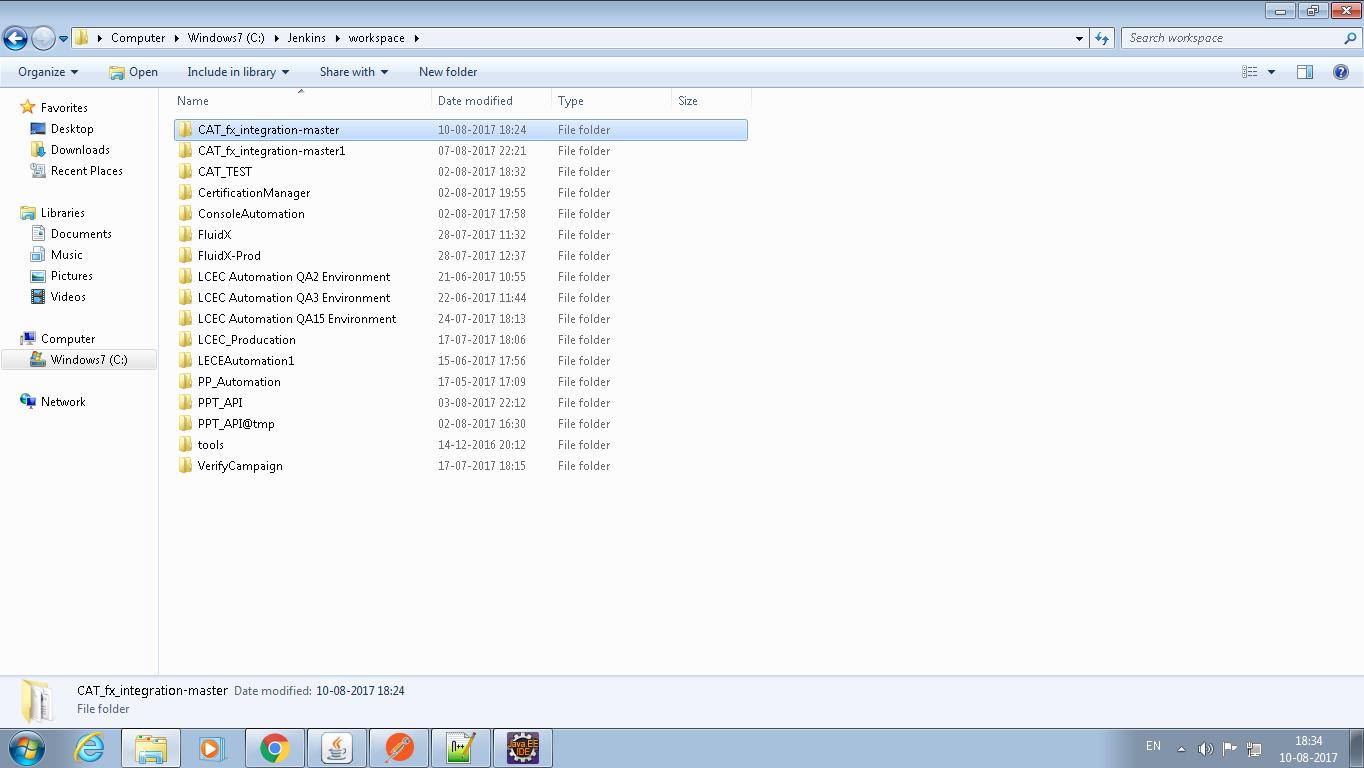 Computer Windows7 (C:) Jenkins workspace
Search workspace
Organize Open Include in library Share with New folder
Name Date modified Type Size
Favorites
Desktop
Downloads
Recent Places
Libraries
Documents
Music
Pictures
Videos
Computer
Windows7 (C:)
Network
CAT_fx_integration-master 10-08-2017 18:24 File folder
CAT_fx_integration-master1 07-08-2017 22:21 File folder
CAT_TEST 02-08-2017 18:32 File folder
CertificationManager 02-08-2017 19:55 File folder
ConsoleAutomation 02-08-2017 17:58 File folder
FluidX 28-07-2017 11:32 File folder
FluidX-Prod 28-07-2017 12:37 File folder
LCEC Automation QA2 Environment 21-06-2017 10:55 File folder
LCEC Automation QA3 Environment 22-06-2017 11:44 File folder
LCEC Automation QA15 Environment 24-07-2017 18:13 File folder
LCEC_Producation 17-07-2017 18:06 File folder
LECEAutomation1 15-06-2017 17:56 File folder
PP_Automation 17-05-2017 17:09 File folder
PPT_API 03-08-2017 22:12 File folder
PPT_API@tmp 02-08-2017 16:30 File folder
tools 14-12-2016 20:12 File folder
VerifyCampaign 17-07-2017 18:15 File folder
CAT_fx_integration-master Date modified: 10-08-2017 18:24
File folder
Java EE
IDE
EN
18:34
10-08-2017